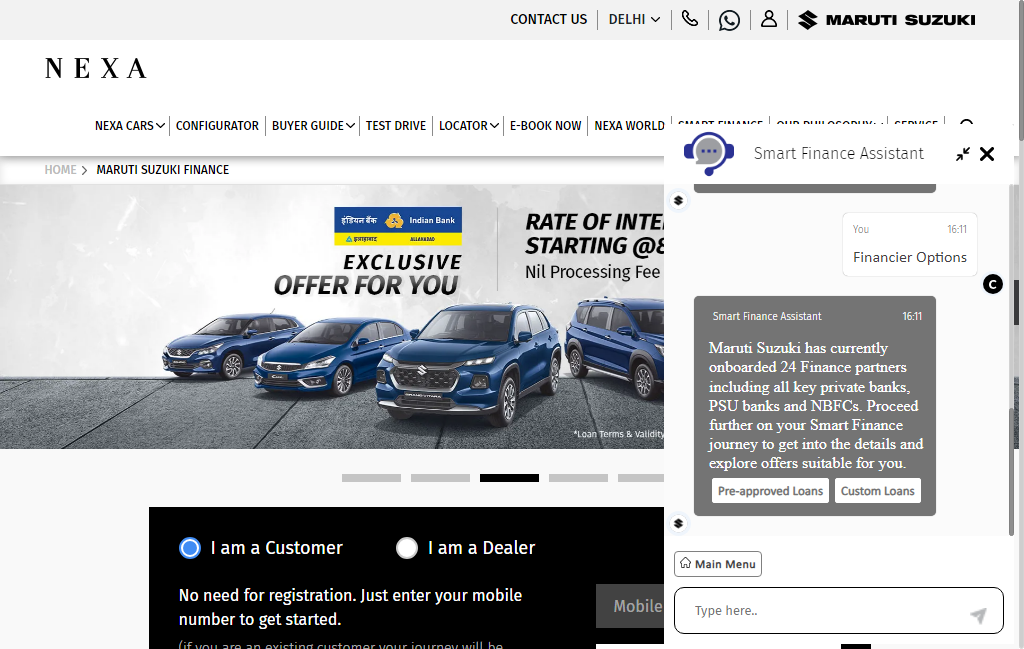 CONTACT US
DELHI
MARUTI SUZUKI
NEXA
NEXA CARS
CONFIGURATOR
BUYER GUIDE
TEST DRIVE
LOCATOR
E-BOOK NOW
NEXA WORLD
SMART FINANCE
OUR PHILOSOPHY
SERVICE
HOME
MARUTI SUZUKI FINANCE
इंडियन बैंक
Indian Bank
इलाहाबाद
ALLAHABAD
EXCLUSIVE
OFFER FOR YOU
RATE OF INTE
STARTING @8
Nil Processing Fee
GRAND VITARA
*Loan Terms & Validity
I am a Customer
I am a Dealer
No need for registration. Just enter your mobile
number to get started.
(if you are an existing customer your journey will be
Mobile
Smart Finance Assistant
You
16:11
Financier Options
C
Smart Finance Assistant
16:11
Maruti Suzuki has currently
onboarded 24 Finance partners
including all key private banks,
PSU banks and NBFCs. Proceed
further on your Smart Finance
journey to get into the details and
explore offers suitable for you.
Pre-approved Loans
Custom Loans
Main Menu
Type here..